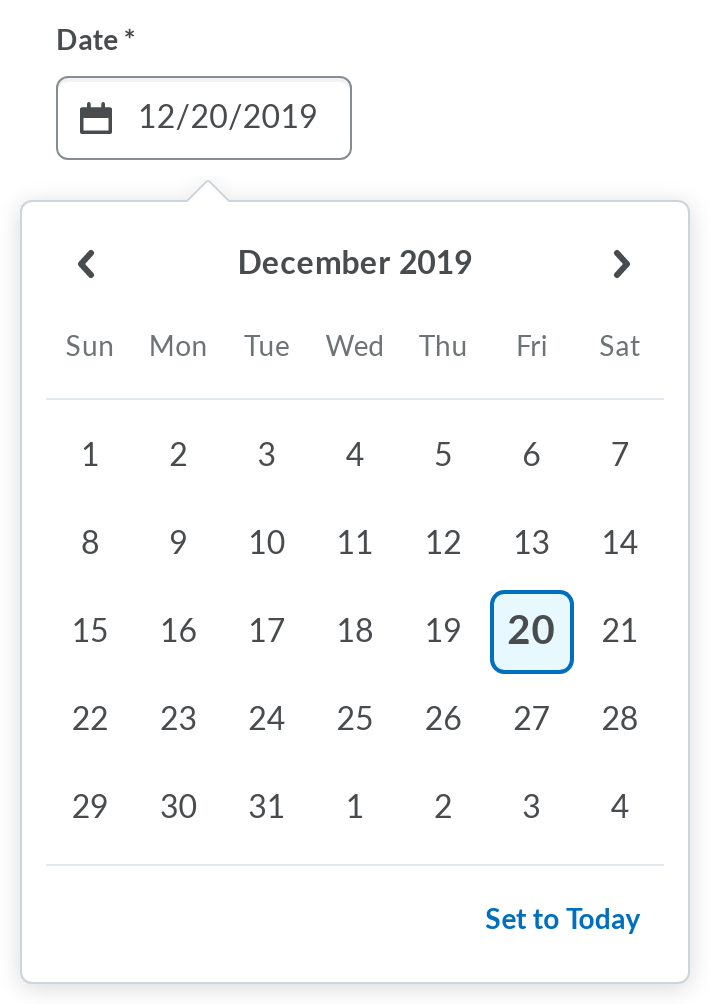 Date *
12/20/2019
December 2019
Sun Mon Tue Wed Thu Fri Sat
1 2 3 4 5 6 7
8 9 10 11 12 13 14
15 16 17 18 19 20 21
22 23 24 25 26 27 28
29 30 31 1 2 3 4
Set to Today